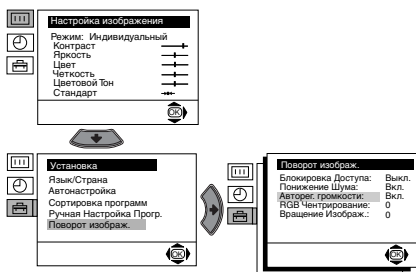 Настройка изображения
Режим: Индивидуальный
Контраст
Яркость
Цвет
Четкость
Цветовой Тон
Стандарт
OK
Установка
Язык/Страна
Автонастройка
Сортировка программ
Ручная Настройка Прогр.
Поворот изображ.
OK
Поворот изображ.
Блокировка Доступа: Выкл.
Понижение Шума: Вкл.
Авторег. громкости: Вкл.
RGB Чентрирование: 0
Вращение Изображ.: 0
OK